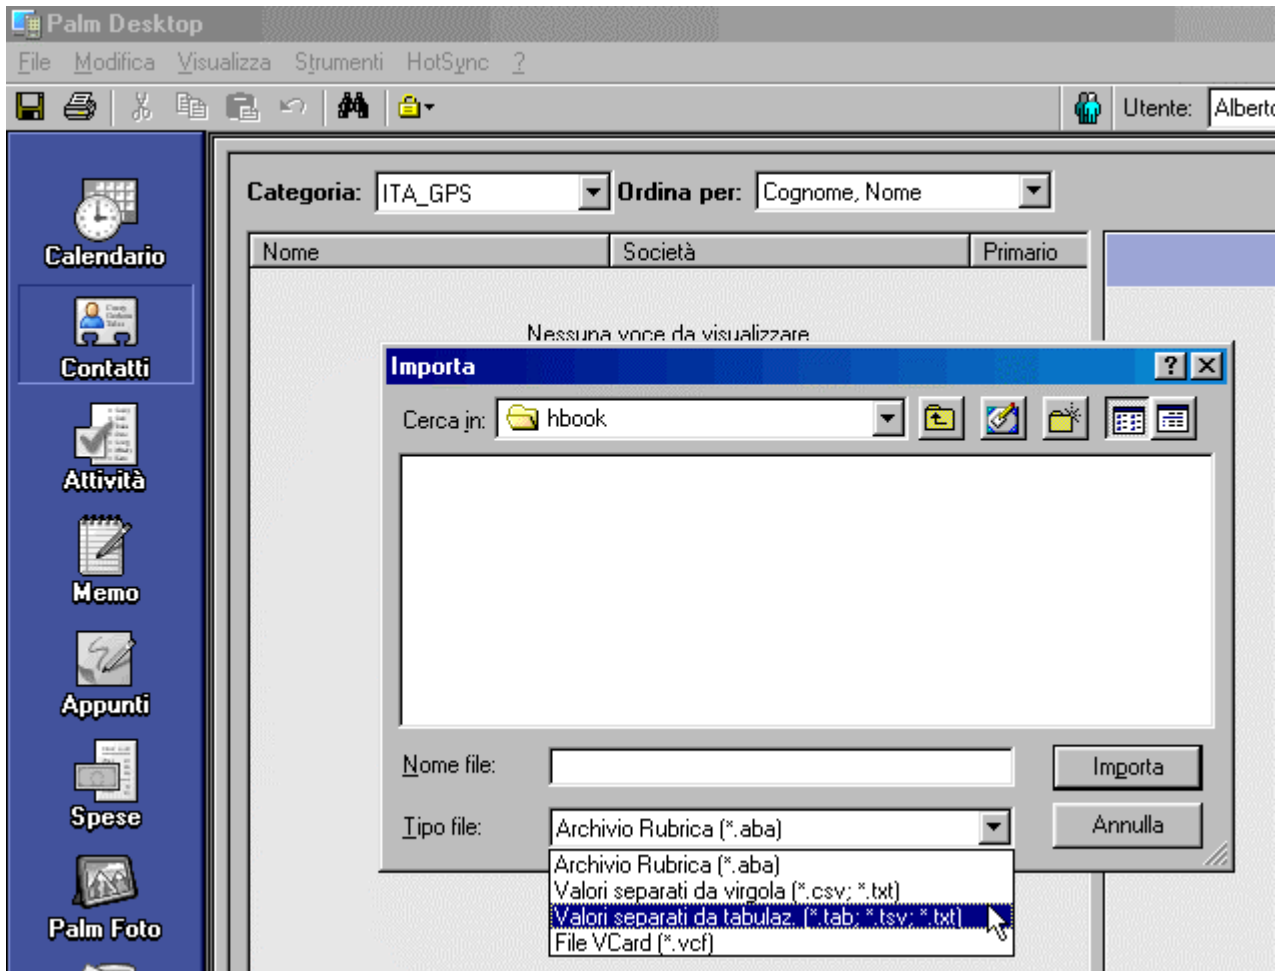 Palm Desktop
File Modifica Visualizza Strumenti HotSync ?
Utente: Alberto
Categoria: ITA_GPS Ordina per: Cognome, Nome
Calendario
Nome Società Primario
Nessuna voce da visualizzare
Contatti
Importa
Cerca in: hbook
Attività
Memo
Appunti
Nome file: Importa
Spese
Tipo file: Archivio Rubrica (*.aba) Annulla
Archivio Rubrica (*.aba)
Valori separati da virgola (*.csv; *.txt)
Valori separati da tabulaz. (*.tab; *.tsv; *.txt)
File VCard (*.vcf)
Palm Foto